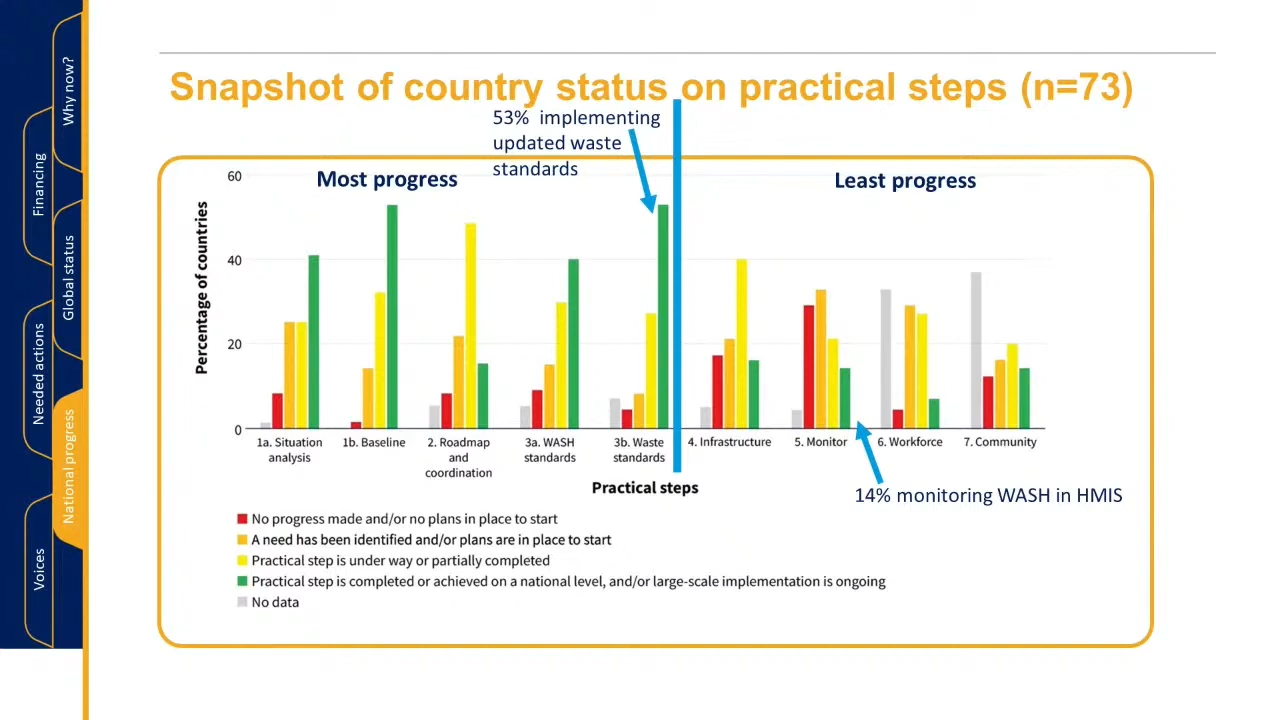 Why now?
Financing
Global status
Needed actions
National progress
Voices
Snapshot of country status on practical steps (n=73)
53% implementing
updated waste
standards
Most progress
Least progress
Percentage of countries
60
40
20
0
1a. Situation
analysis
1b. Baseline
2. Roadmap
and
coordination
3a. WASH
standards
3b. Waste
standards
4. Infrastructure
5. Monitor
6. Workforce
7. Community
Practical steps
14% monitoring WASH in HMIS
No progress made and/or no plans in place to start
A need has been identified and/or plans are in place to start
Practical step is under way or partially completed
Practical step is completed or achieved on a national level, and/or large-scale implementation is ongoing
No data